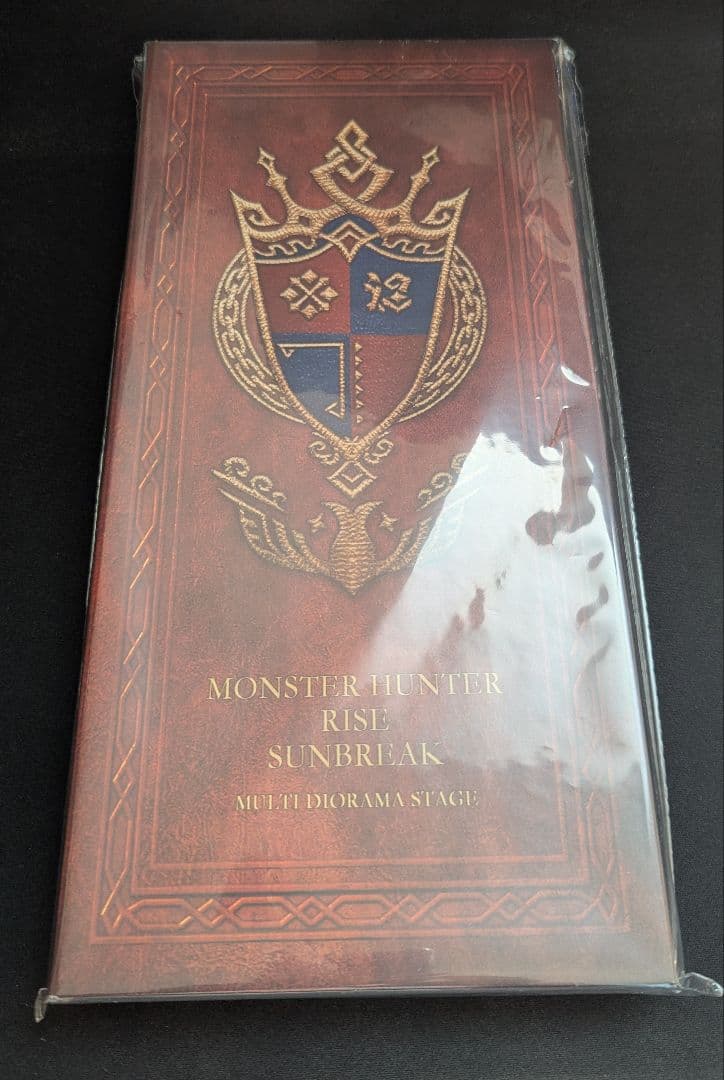 MONSTER HUNTER
RISE
SUNBREAK
MULTI DIORAMA STAGE